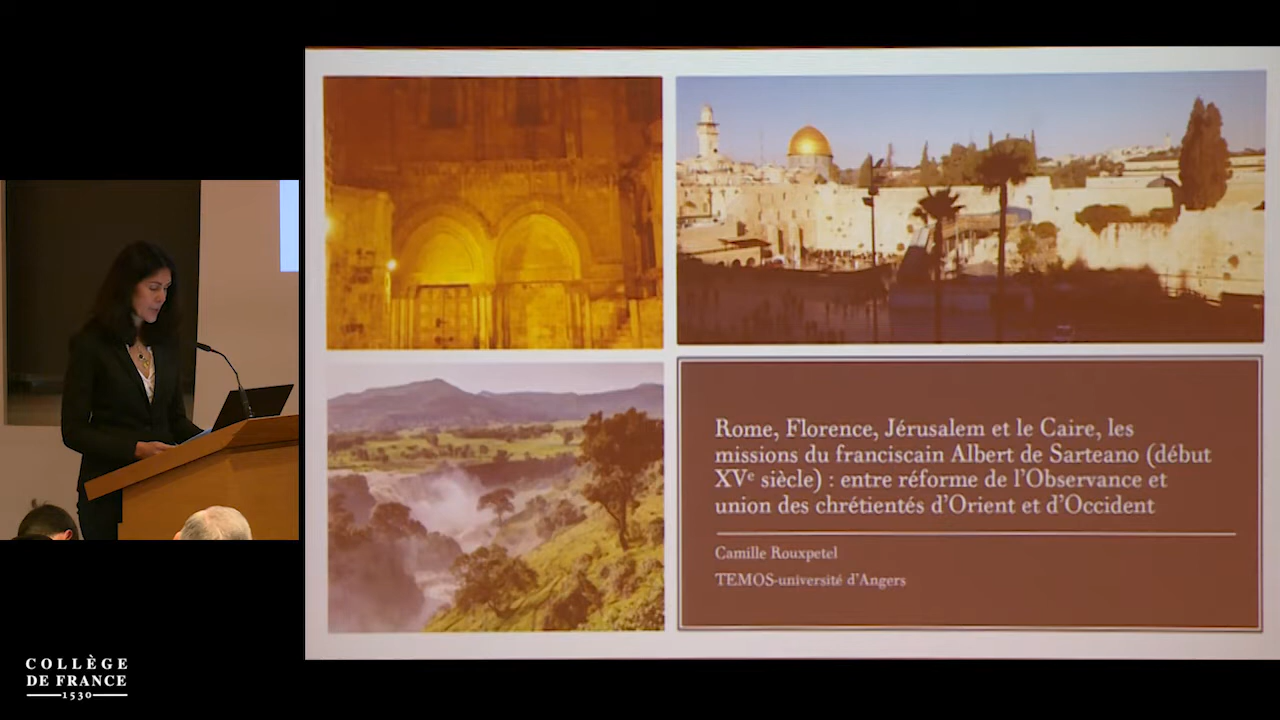 Rome, Florence, Jérusalem et le Caire, les
missions du franciscain Albert de Sarteano (début
XVᵉ siècle) : entre réforme de l’Observance et
union des chrétientés d’Orient et d’Occident
Camille Rouxpetel
TEMOS-université d’Angers
COLLÈGE
DE FRANCE
1530